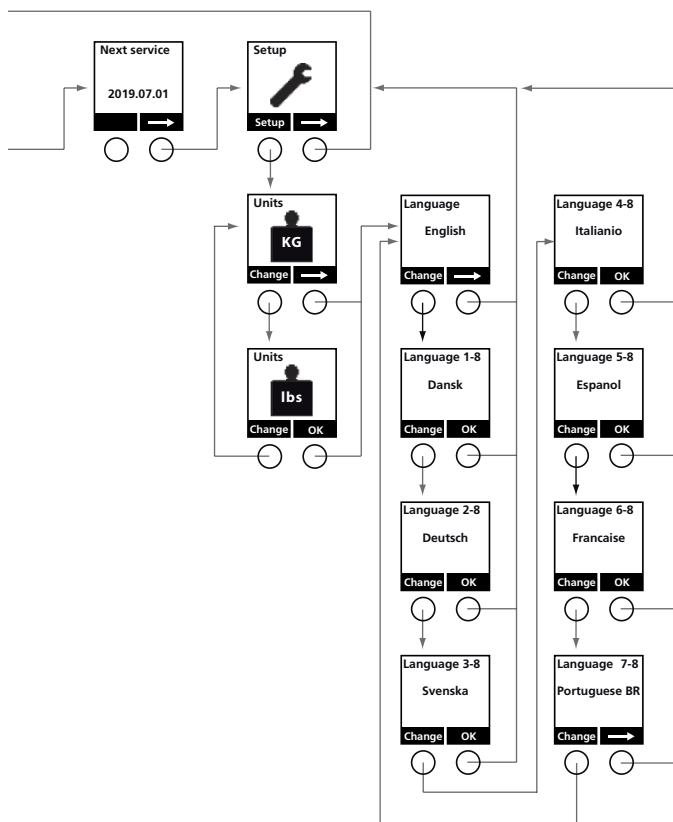 Next service
2019.07.01
Setup
Setup
Units
KG
Change
Units
lbs
Change OK
Language
English
Change
Language 1-8
Dansk
Change OK
Language 2-8
Deutsch
Change OK
Language 3-8
Svenska
Change OK
Language 4-8
Italianio
Change OK
Language 5-8
Espanol
Change OK
Language 6-8
Francaise
Change OK
Language 7-8
Portuguese BR
Change